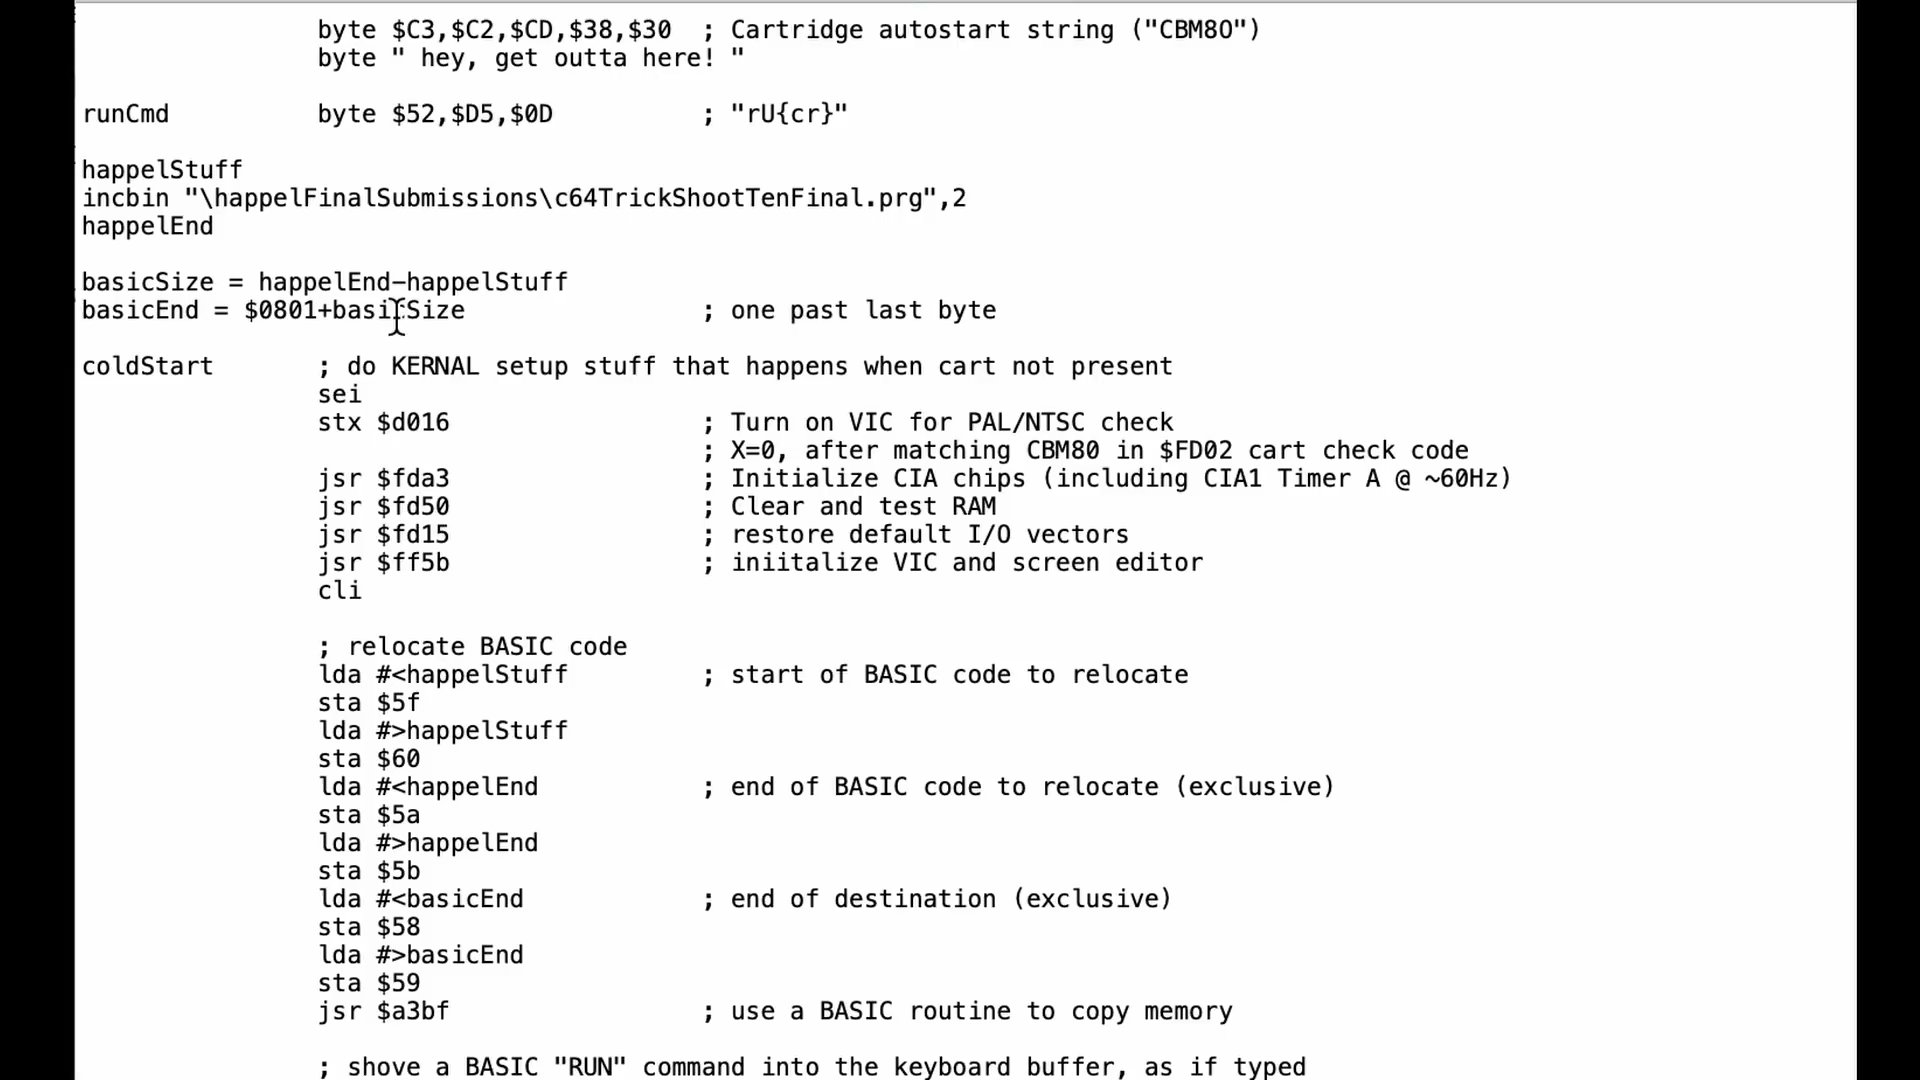 byte $C3,$C2,$CD,$38,$30 ; Cartridge autostart string ("CBM8O")
byte " hey, get outta here! "
runCmd byte $52,$D5,$0D ; "rU{cr}"
happelStuff
incbin "\happelFinalSubmissions\c64TrickShootTenFinal.prg",2
happelEnd
basicSize = happelEnd-happelStuff
basicEnd = $0801+basicSize ; one past last byte
coldStart ; do KERNAL setup stuff that happens when cart not present
sei
stx $d016 ; Turn on VIC for PAL/NTSC check
; X=0, after matching CBM80 in $FD02 cart check code
jsr $fda3 ; Initialize CIA chips (including CIA1 Timer A @ ~60Hz)
jsr $fd50 ; Clear and test RAM
jsr $fd15 ; restore default I/O vectors
jsr $ff5b ; iniitalize VIC and screen editor
cli
; relocate BASIC code
lda #<happelStuff ; start of BASIC code to relocate
sta $5f
lda #>happelStuff
sta $60
lda #<happelEnd ; end of BASIC code to relocate (exclusive)
sta $5a
lda #>happelEnd
sta $5b
lda #<basicEnd ; end of destination (exclusive)
sta $58
lda #>basicEnd
sta $59
jsr $a3bf ; use a BASIC routine to copy memory
; shove a BASIC "RUN" command into the keyboard buffer, as if typed